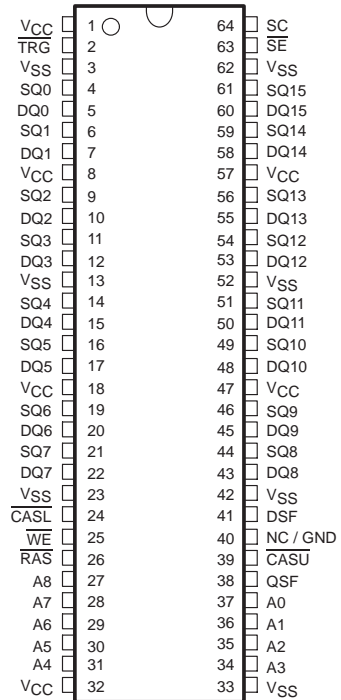 VCC 1 64 SC
TRG 2 63 SE
VSS 3 62 VSS
SQ0 4 61 SQ15
DQ0 5 60 DQ15
SQ1 6 59 SQ14
DQ1 7 58 DQ14
VCC 8 57 VCC
SQ2 9 56 SQ13
DQ2 10 55 DQ13
SQ3 11 54 SQ12
DQ3 12 53 DQ12
VSS 13 52 VSS
SQ4 14 51 SQ11
DQ4 15 50 DQ11
SQ5 16 49 SQ10
DQ5 17 48 DQ10
VCC 18 47 VCC
SQ6 19 46 SQ9
DQ6 20 45 DQ9
SQ7 21 44 SQ8
DQ7 22 43 DQ8
VSS 23 42 VSS
CASL 24 41 DSF
WE 25 40 NC / GND
RAS 26 39 CASU
A8 27 38 QSF
A7 28 37 A0
A6 29 36 A1
A5 30 35 A2
A4 31 34 A3
VCC 32 33 VSS